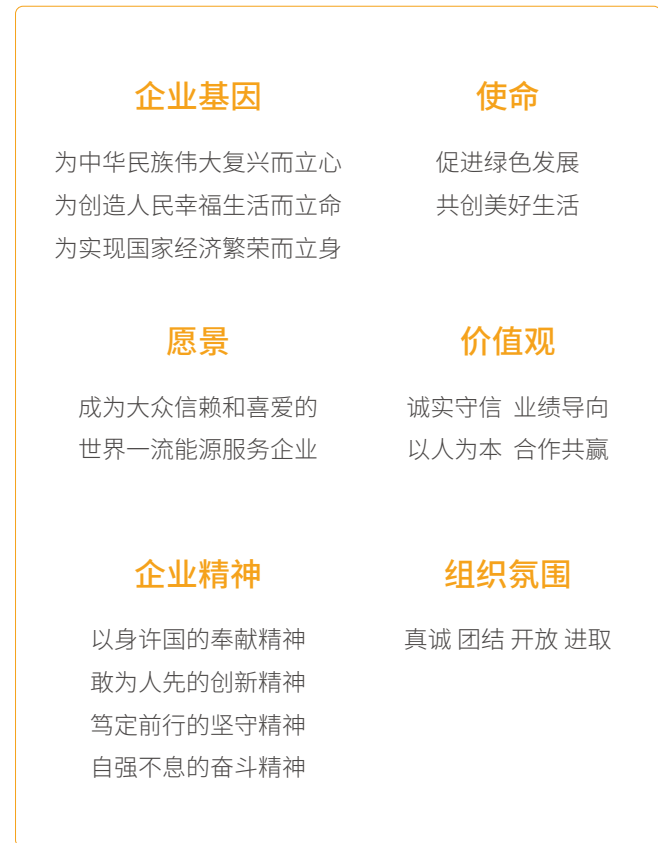 企业基因
为中华民族伟大复兴而立心
为创造人民幸福生活而立命
为实现国家经济繁荣而立身
使命
促进绿色发展
共创美好生活
愿景
成为大众信赖和喜爱的
世界一流能源服务企业
价值观
诚实守信 业绩导向
以人为本 合作共赢
企业精神
以身许国的奉献精神
敢为人先的创新精神
笃定前行的坚守精神
自强不息的奋斗精神
组织氛围
真诚 团结 开放 进取